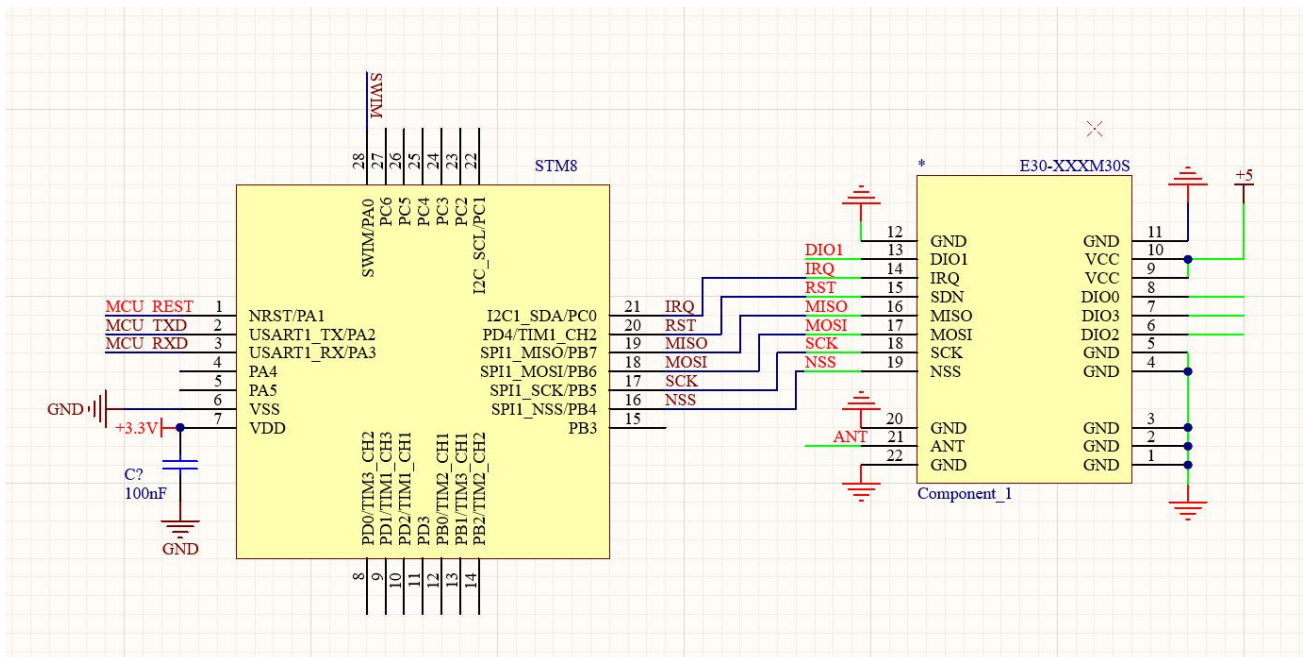 SWIM
28
27
26
25
24
23
22
STM8
SWIM/PA0
PC6
PC5
PC4
PC3
PC2
I2C_SCL/PC1
MCU_REST
1
NRST/PA1
MCU_TXD
2
USART1_TX/PA2
MCU_RXD
3
USART1_RX/PA3
4
PA4
5
PA5
GND
6
VSS
+3.3V
7
VDD
C?
100nF
GND
I2C1_SDA/PC0
21
IRQ
PD4/TIM1_CH2
20
RST
SPI1_MISO/PB7
19
MISO
SPI1_MOSI/PB6
18
MOSI
SPI1_SCK/PB5
17
SCK
SPI1_NSS/PB4
16
NSS
PB3
15
PD0/TIM3_CH2
PD1/TIM1_CH3
PD2/TIM1_CH1
PD3
PB0/TIM2_CH1
PB1/TIM3_CH1
PB2/TIM2_CH2
8
9
10
11
12
13
14
*
E30-XXXM30S
+5
12
GND
DIO1
13
DIO1
IRQ
14
IRQ
RST
15
SDN
MISO
16
MISO
MOSI
17
MOSI
SCK
18
SCK
NSS
19
NSS
20
GND
ANT
21
ANT
22
GND
GND
11
VCC
10
VCC
9
DIO0
8
DIO3
7
DIO2
6
GND
5
GND
4
GND
3
GND
2
GND
1
Component_1